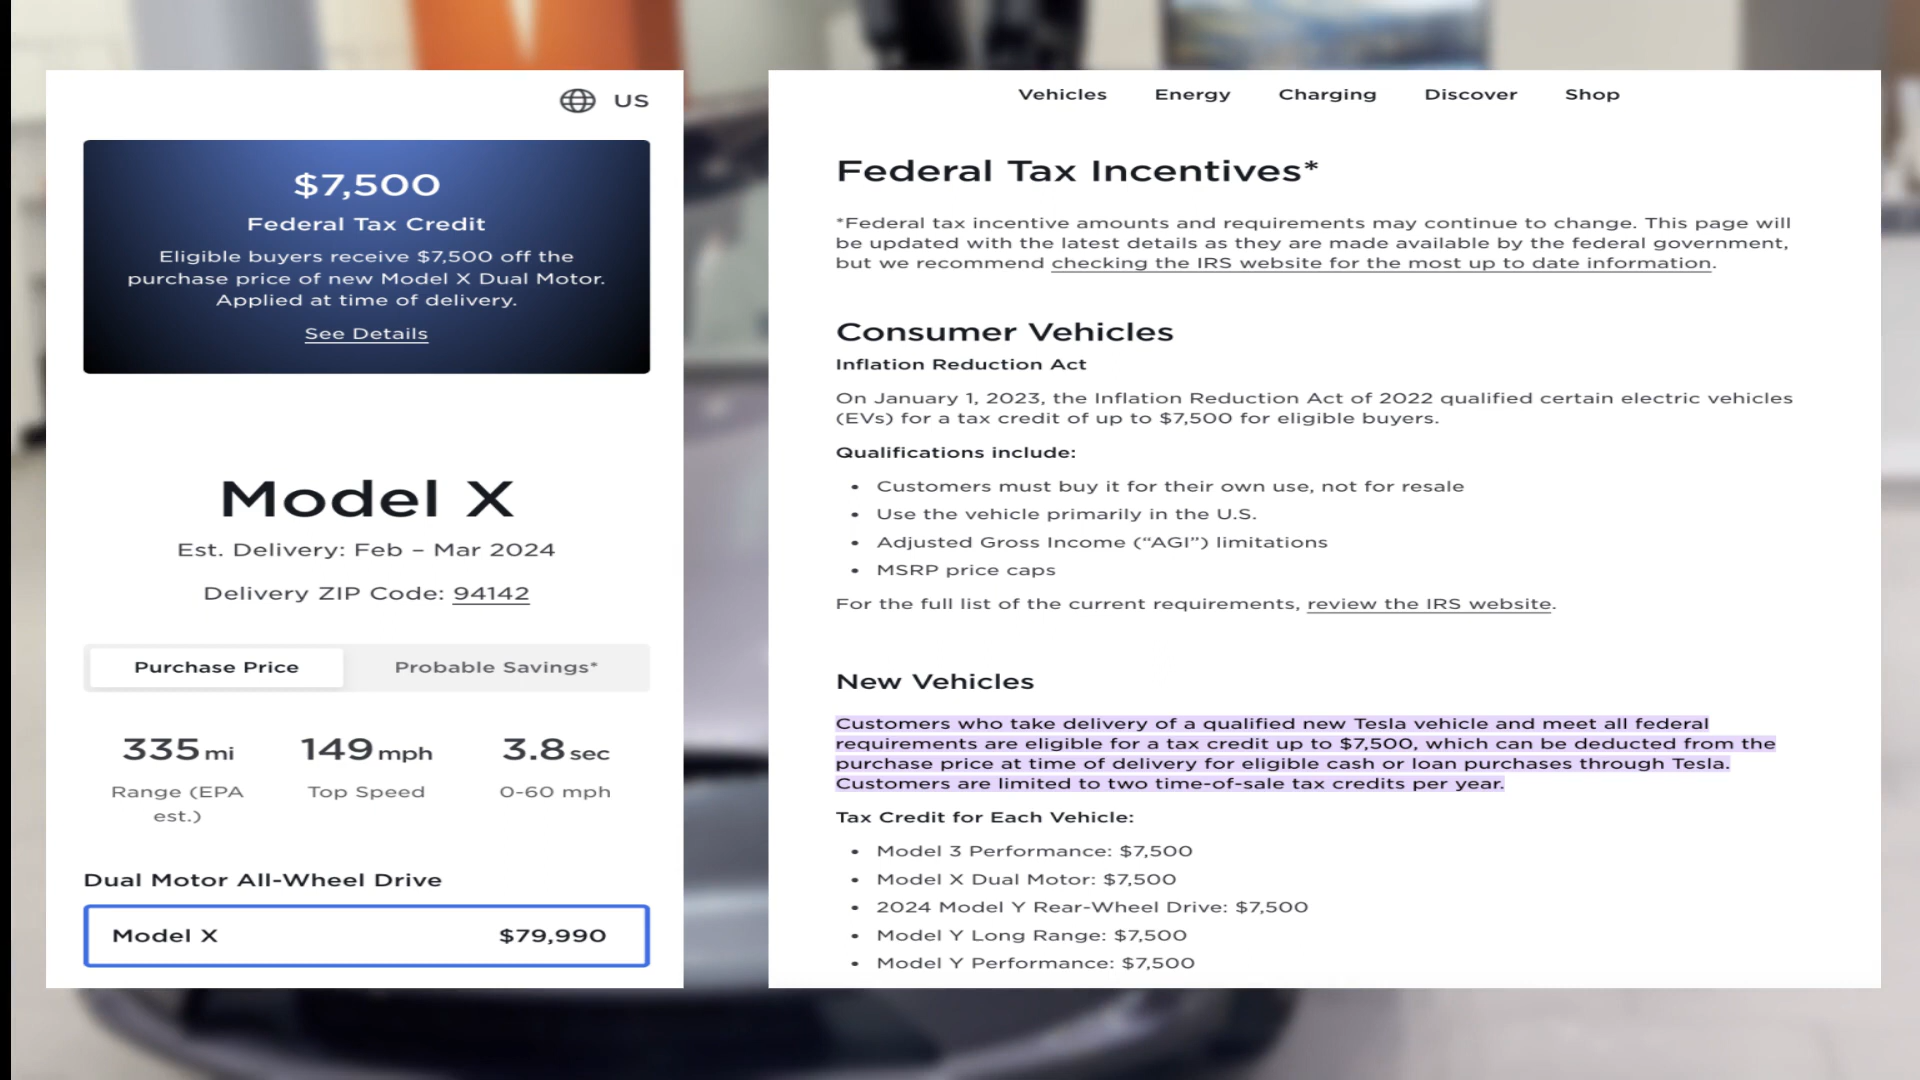 US
$7,500
Federal Tax Credit
Eligible buyers receive $7,500 off the
purchase price of new Model X Dual Motor.
Applied at time of delivery.
See Details
Model X
Est. Delivery: Feb – Mar 2024
Delivery ZIP Code: 94142
Purchase Price Probable Savings*
335 mi 149 mph 3.8 sec
Range (EPA est.) Top Speed 0-60 mph
Dual Motor All-Wheel Drive
Model X $79,990
Vehicles Energy Charging Discover Shop
Federal Tax Incentives*
*Federal tax incentive amounts and requirements may continue to change. This page will
be updated with the latest details as they are made available by the federal government,
but we recommend checking the IRS website for the most up to date information.
Consumer Vehicles
Inflation Reduction Act
On January 1, 2023, the Inflation Reduction Act of 2022 qualified certain electric vehicles
(EVs) for a tax credit of up to $7,500 for eligible buyers.
Qualifications include:
• Customers must buy it for their own use, not for resale
• Use the vehicle primarily in the U.S.
• Adjusted Gross Income (“AGI”) limitations
• MSRP price caps
For the full list of the current requirements, review the IRS website.
New Vehicles
Customers who take delivery of a qualified new Tesla vehicle and meet all federal
requirements are eligible for a tax credit up to $7,500, which can be deducted from the
purchase price at time of delivery for eligible cash or loan purchases through Tesla.
Customers are limited to two time-of-sale tax credits per year.
Tax Credit for Each Vehicle:
• Model 3 Performance: $7,500
• Model X Dual Motor: $7,500
• 2024 Model Y Rear-Wheel Drive: $7,500
• Model Y Long Range: $7,500
• Model Y Performance: $7,500